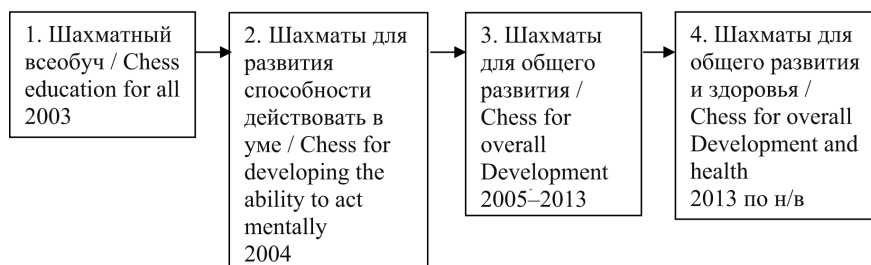 1. Шахматный
всеобуч / Chess
education for all
2003
2. Шахматы для
развития
способности
действовать в
уме / Chess for
developing the
ability to act
mentally
2004
3. Шахматы
для общего
развития /
Chess for
overall
Development
2005–2013
4. Шахматы для
общего развития
и здоровья /
Chess for overall
Development and
health
2013 по н/в